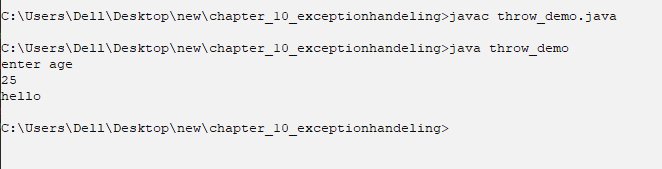 C:\Users\Dell\Desktop\new\chapter_10_exceptionhandeling>javac throw_demo.java
C:\Users\Dell\Desktop\new\chapter_10_exceptionhandeling>java throw_demo
enter age
25
hello
C:\Users\Dell\Desktop\new\chapter_10_exceptionhandeling>